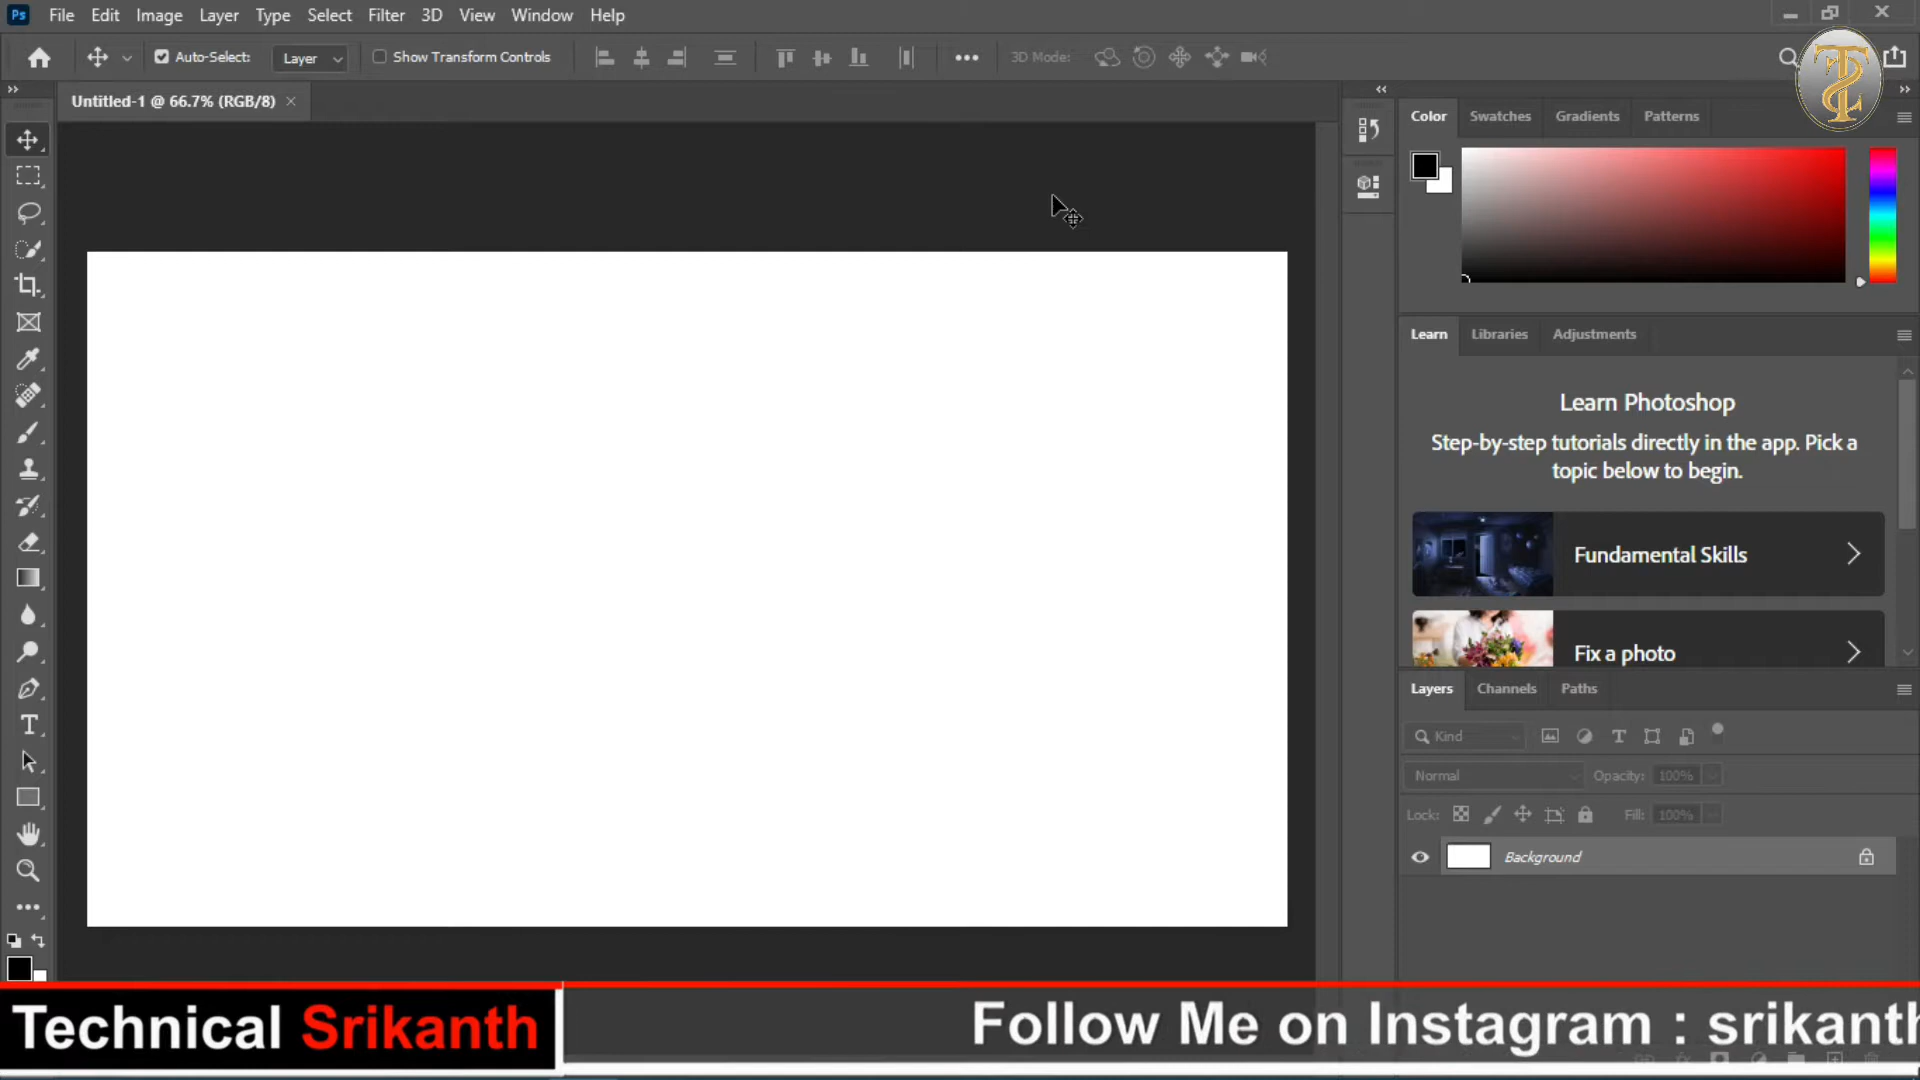 Ps File Edit Image Layer Type Select Filter 3D View Window Help
Auto-Select: Layer Show Transform Controls 3D Mode:
Untitled-1 @ 66.7% (RGB/8)
Color Swatches Gradients Patterns
Learn Libraries Adjustments
Learn Photoshop
Step-by-step tutorials directly in the app. Pick a
topic below to begin.
Fundamental Skills
Fix a photo
Layers Channels Paths
Kind
Normal Opacity: 100%
Lock: Fill: 100%
Background
Technical Srikanth
Follow Me on Instagram : srikanth